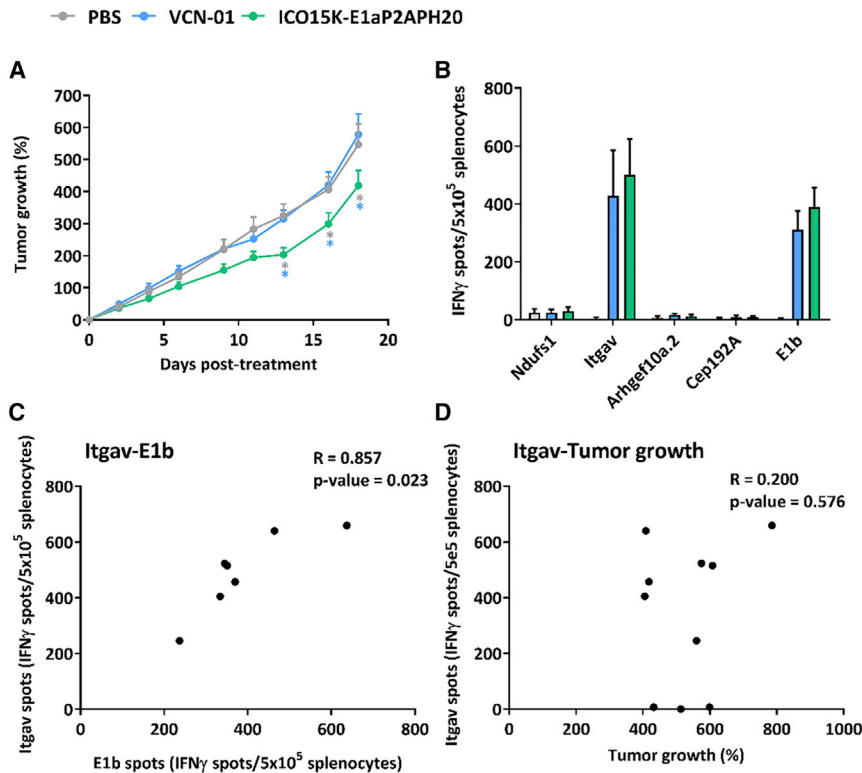 PBS VCN-01 ICO15K-E1aP2APH20
A
Tumor growth (%)
700
600
500
400
300
200
100
0
0 5 10 15 20
Days post-treatment
* * *
* * *
B
IFNγ spots/5x10⁵ splenocytes
800
600
400
200
0
Ndufs1 Itgav Arhgef10a.2 Cep192A E1b
C
Itgav-E1b
R = 0.857
p-value = 0.023
Itgav spots (IFNγ spots/5x10⁵ splenocytes)
800
600
400
200
0
0 200 400 600 800
E1b spots (IFNγ spots/5x10⁵ splenocytes)
D
Itgav-Tumor growth
R = 0.200
p-value = 0.576
Itgav spots (IFNγ spots/5e5 splenocytes)
800
600
400
200
0
0 200 400 600 800 1000
Tumor growth (%)